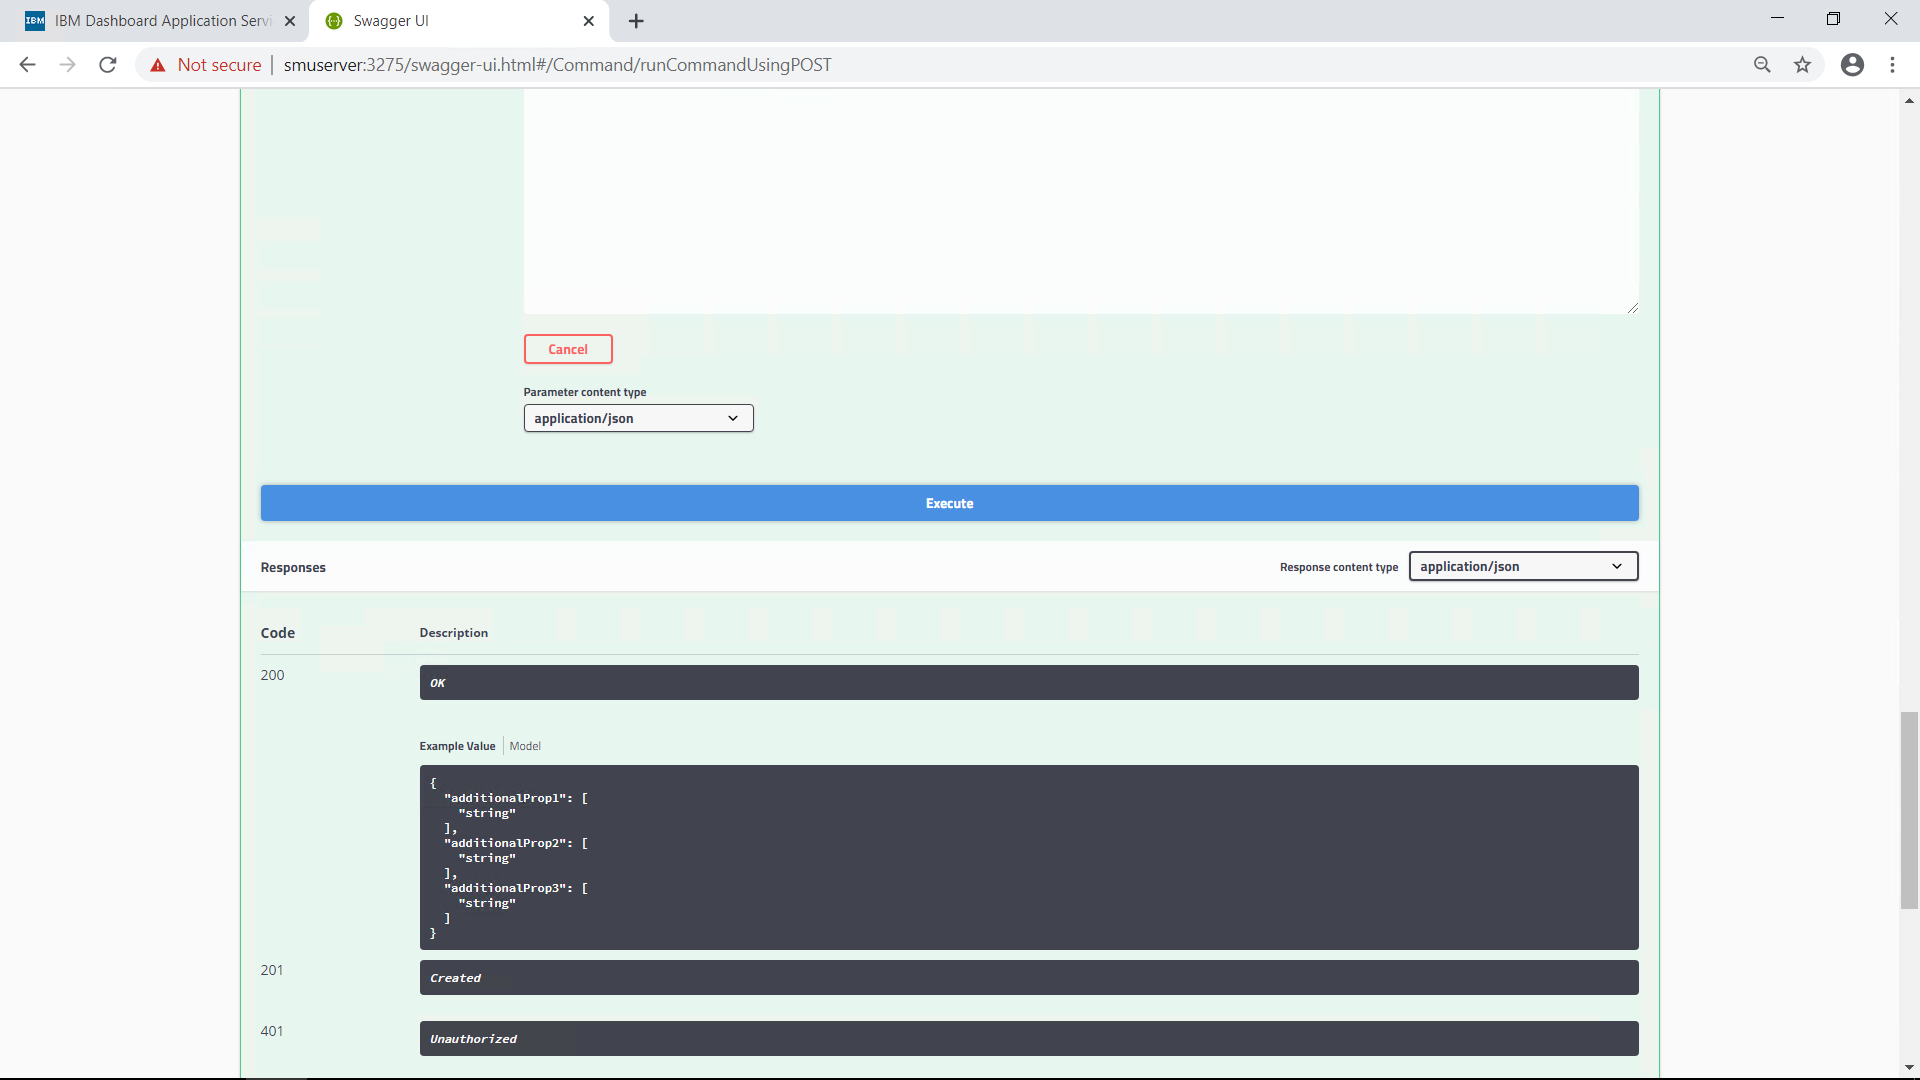 IBM IBM Dashboard Application Servi
Swagger UI
Not secure | smuserver:3275/swagger-ui.html#/Command/runCommandUsingPOST
Cancel
Parameter content type
application/json
Execute
Responses
Response content type
application/json
Code
Description
200
OK
Example Value
Model
{
  "additionalProp1": [
    "string"
  ],
  "additionalProp2": [
    "string"
  ],
  "additionalProp3": [
    "string"
  ]
}
201
Created
401
Unauthorized